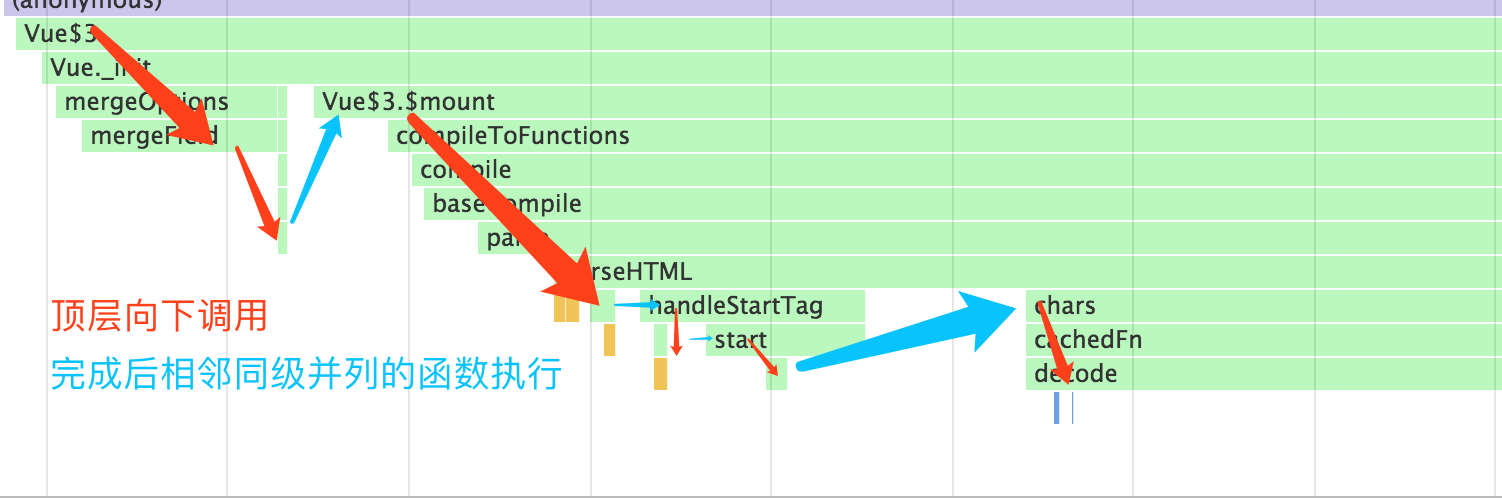 (anonymous)
Vue$3
Vue._init
mergeOptions
Vue$3.$mount
mergeField
compileToFunctions
compile
baseCompile
parse
rseHTML
handleStartTag
chars
顶层向下调用
start
cachedFn
完成后相邻同级并列的函数执行
decode